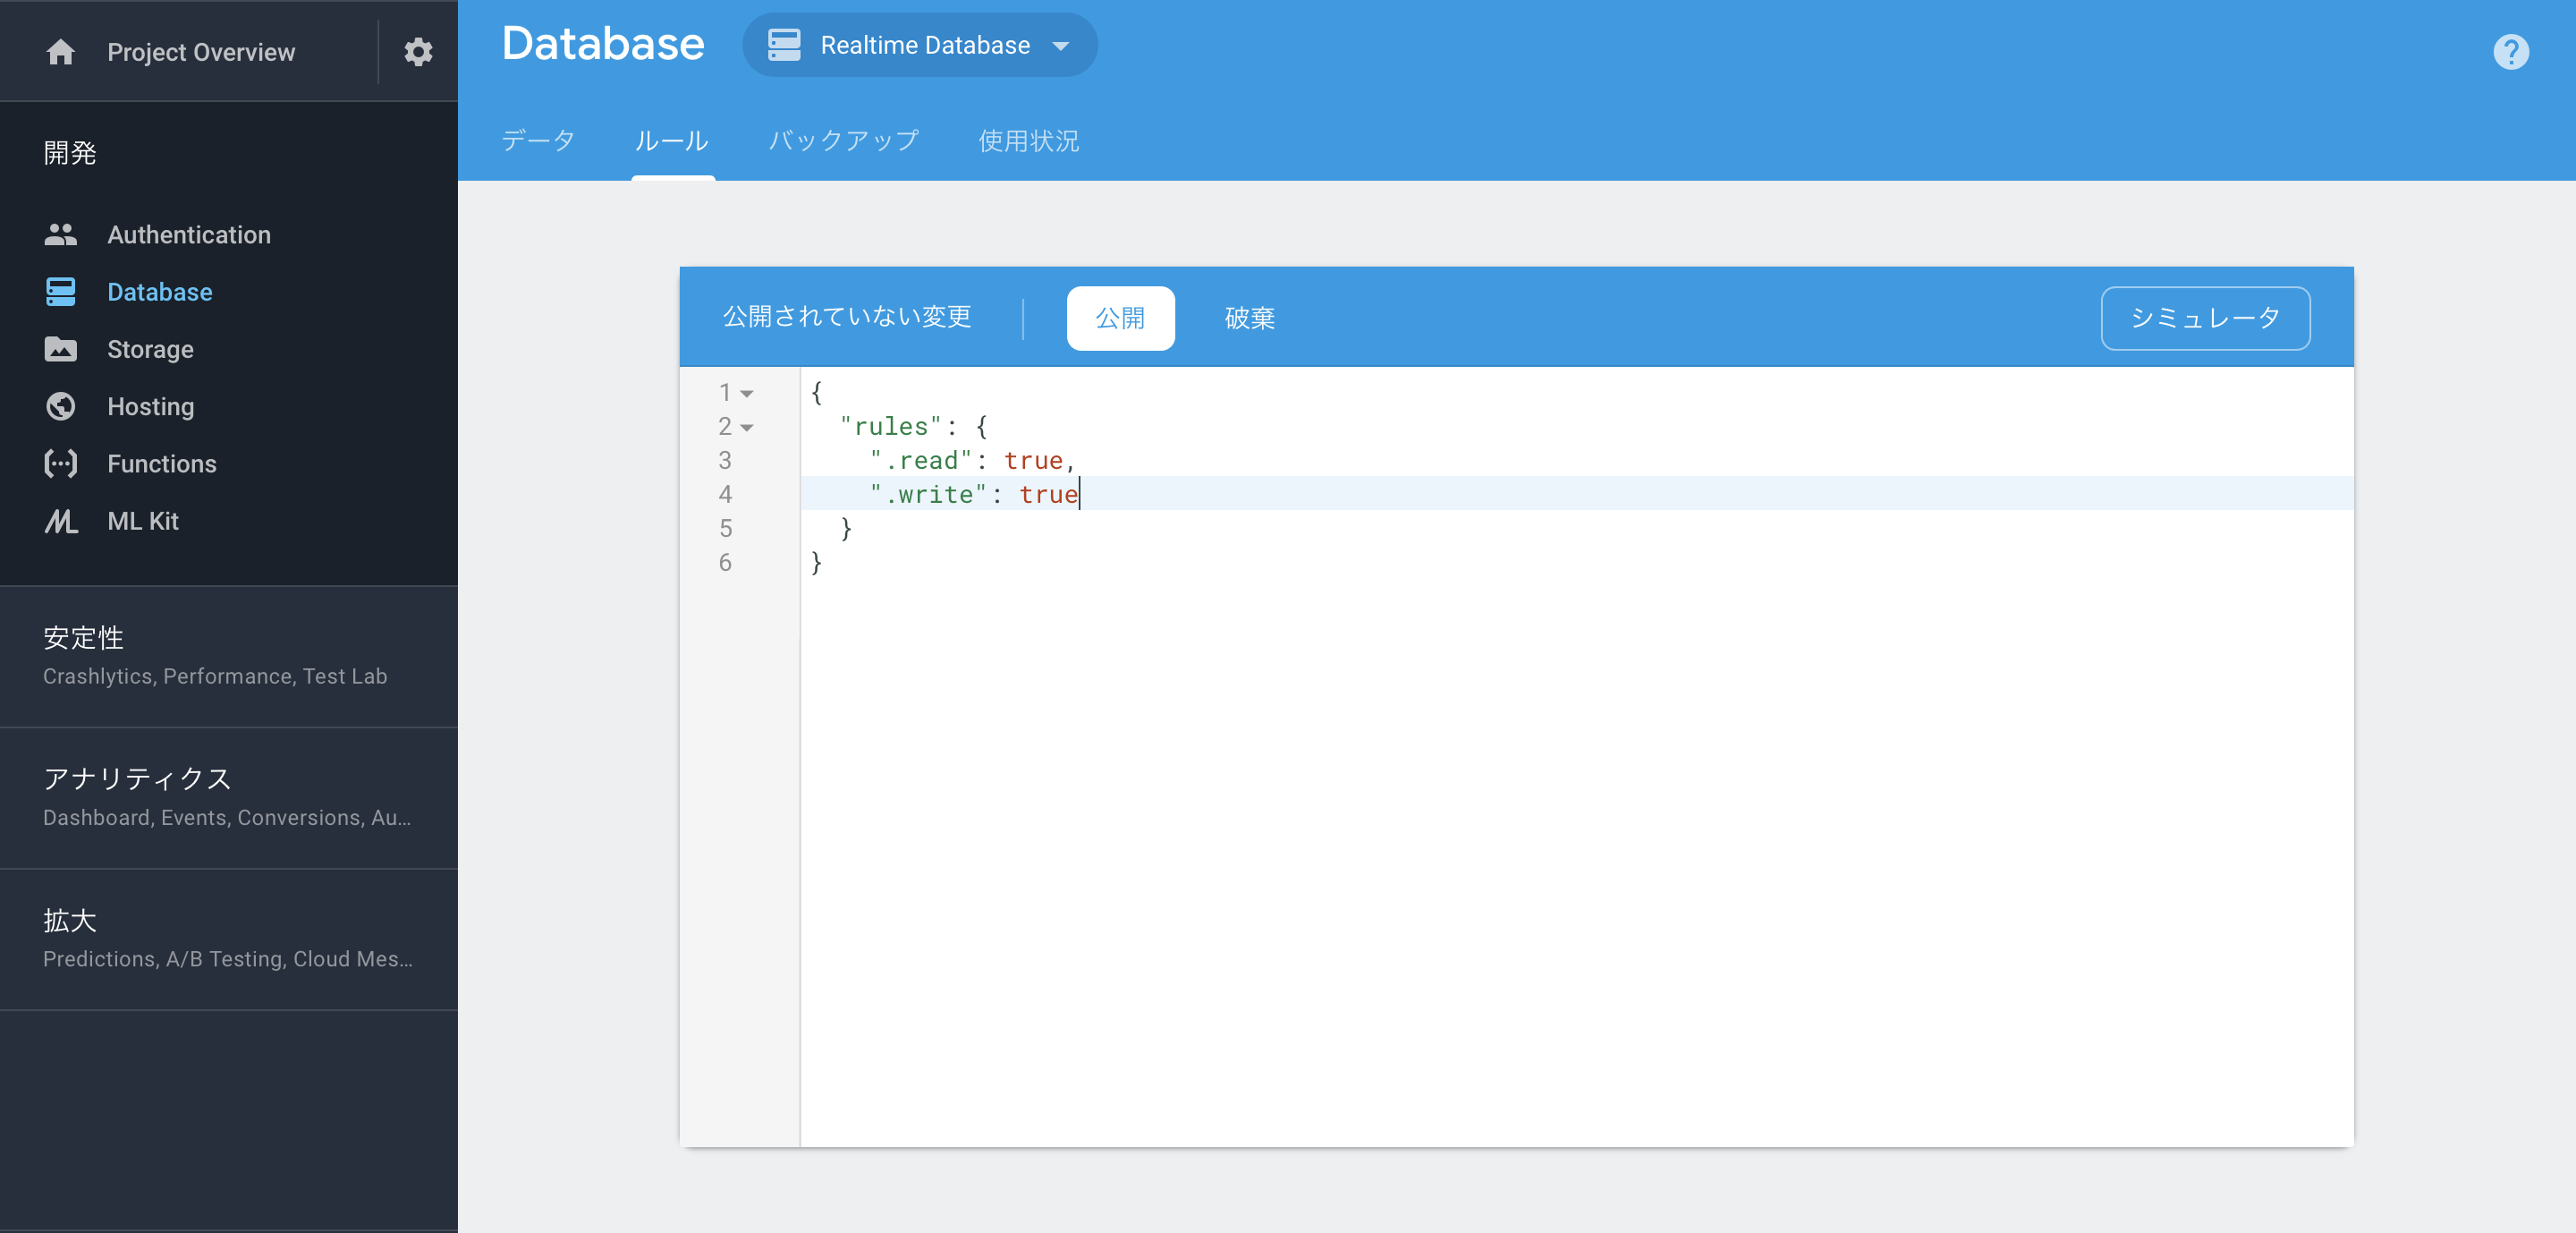 Project Overview
開発
Authentication
Database
Storage
Hosting
Functions
ML Kit
安定性
Crashlytics, Performance, Test Lab
アナリティクス
Dashboard, Events, Conversions, Au...
拡大
Predictions, A/B Testing, Cloud Mes...
Database Realtime Database ?
データ ルール バックアップ 使用状況
公開されていない変更 公開 破棄 シミュレータ
1 {
2 "rules": {
3 ".read": true,
4 ".write": true
5 }
6 }